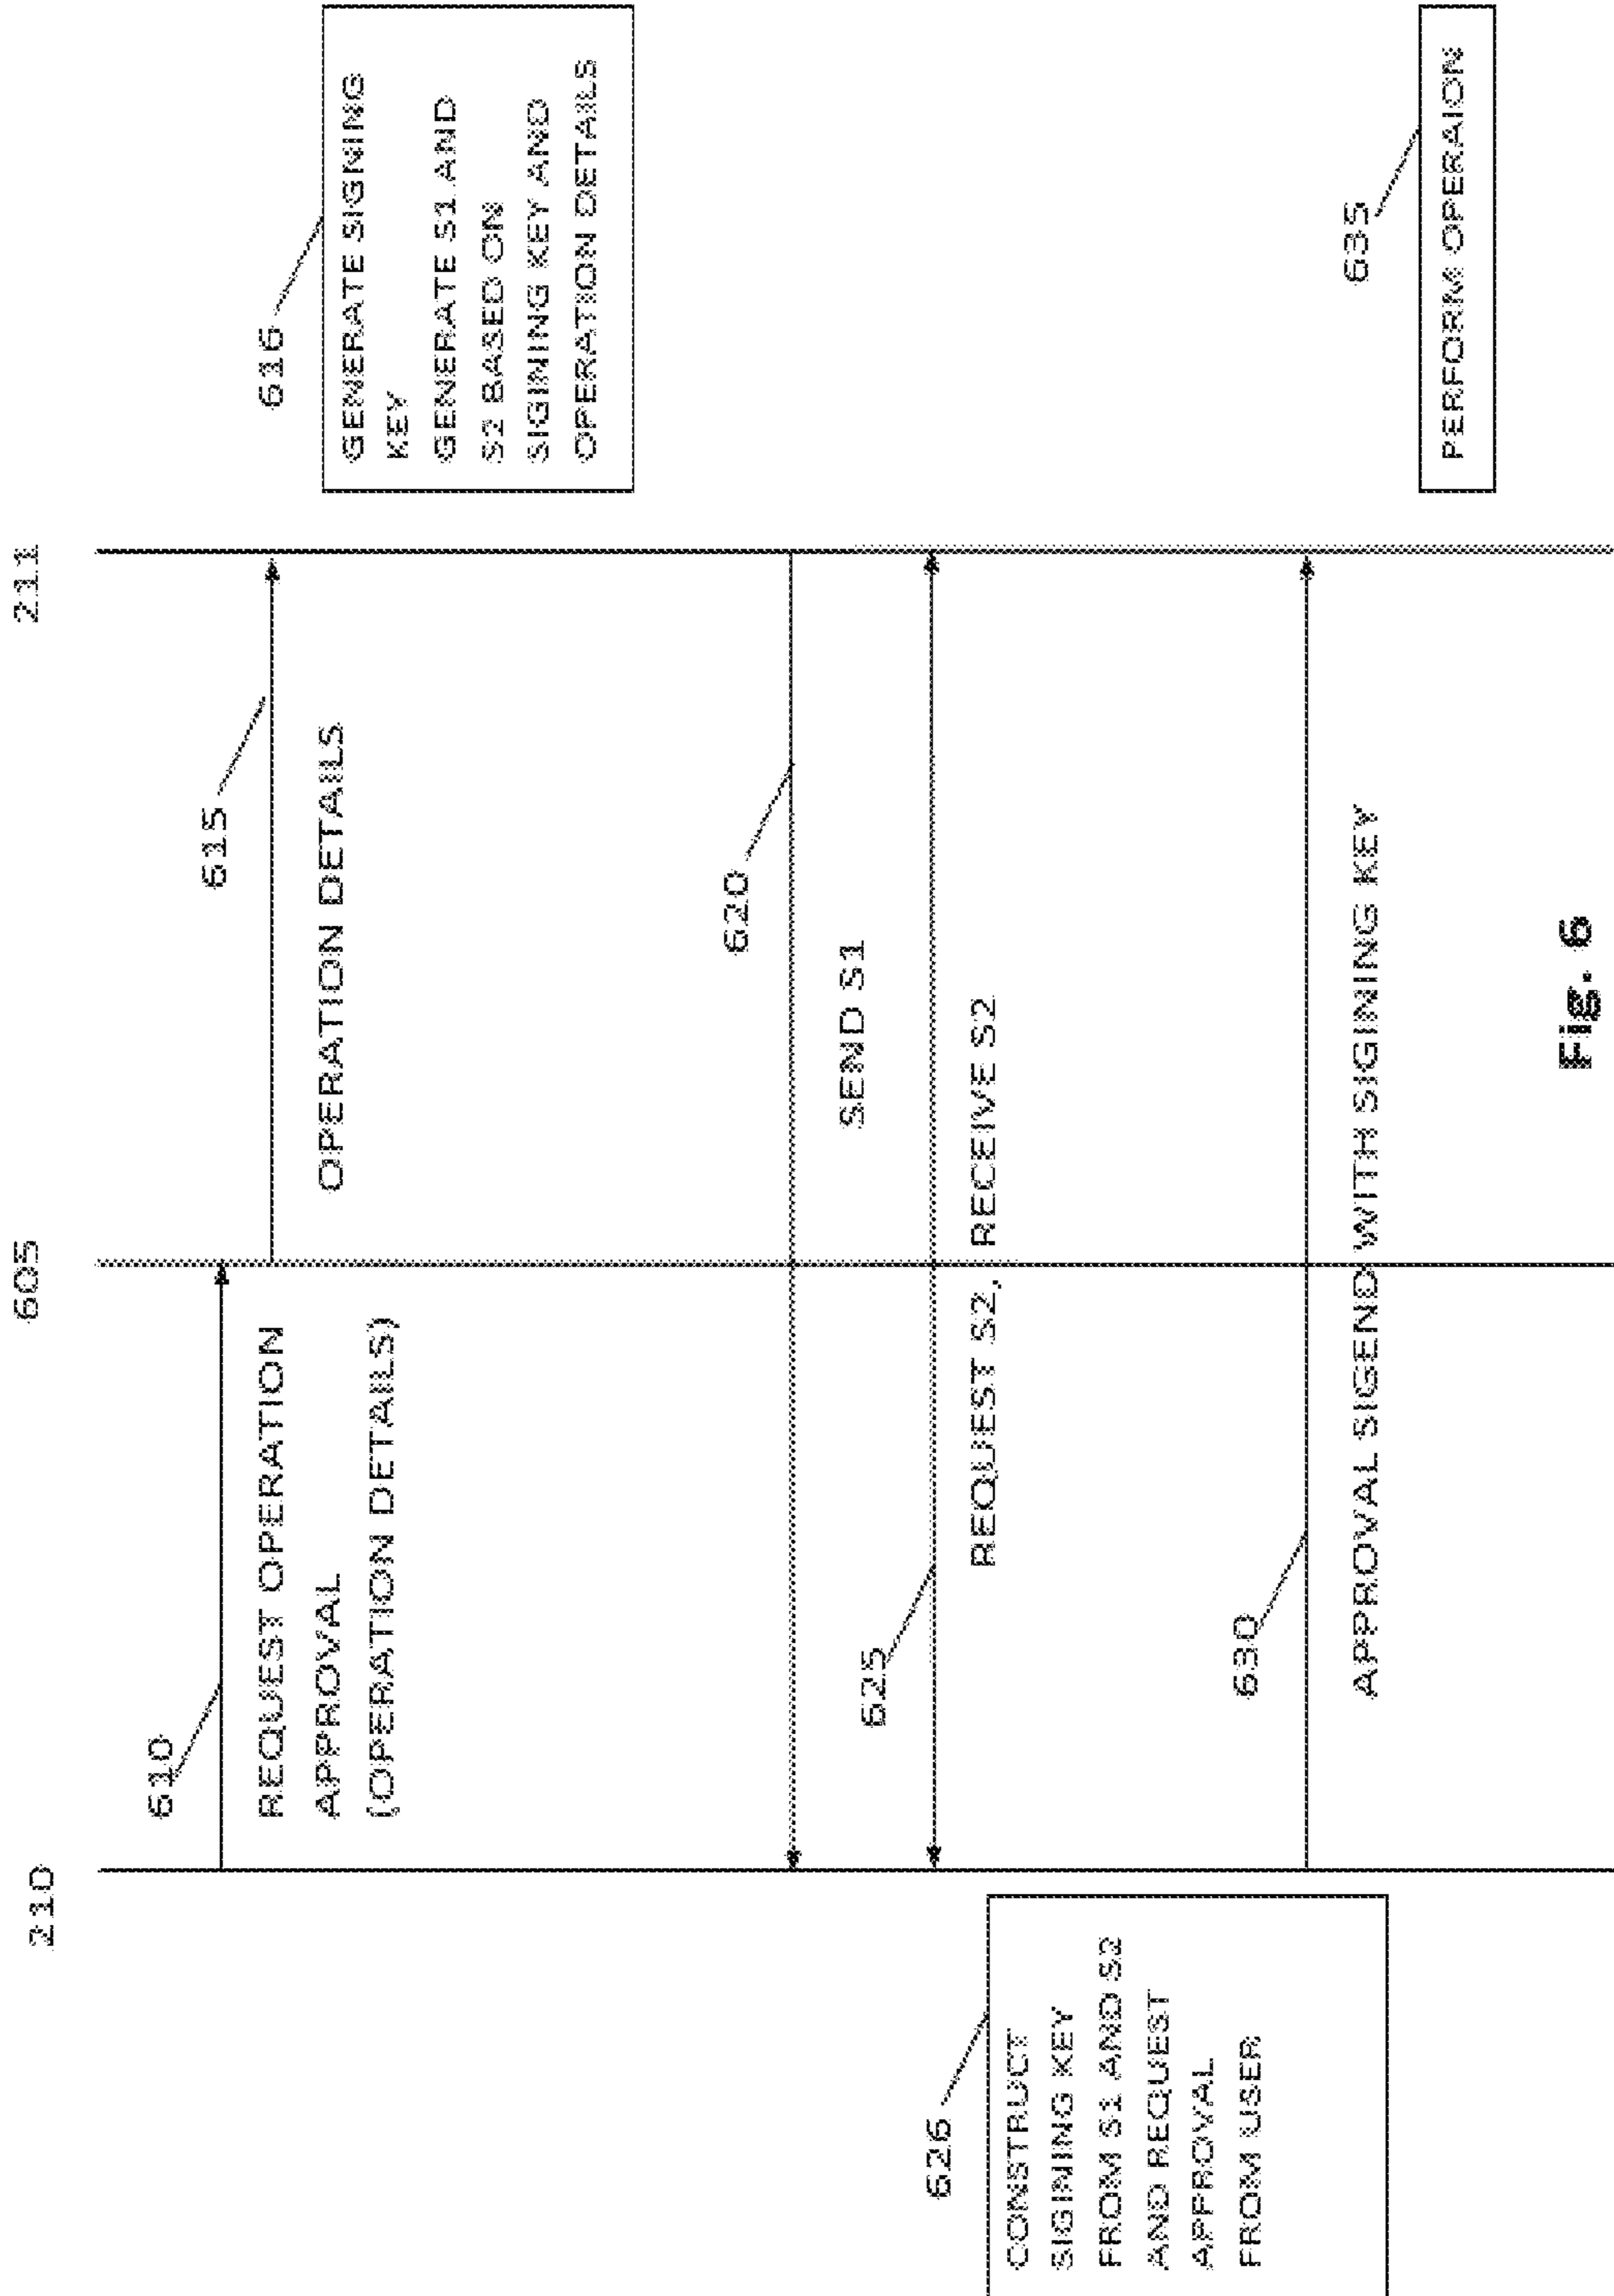 210
605
211
610
REQUEST OPERATION
APPROVAL
(OPERATION DETAILS)
615
OPERATION DETAILS
616
GENERATE SIGNING
KEY
GENERATE S1 AND
S2 BASED ON
SIGINING KEY AND
OPERATION DETAILS
620
SEND S1
625
REQUEST S2, RECEIVE S2
626
CONSTRUCT
SIGINING KEY
FROM S1 AND S2
AND REQUEST
APPROVAL
FROM USER
630
APPROVAL SIGEND WITH SIGINING KEY
635
PERFORM OPERAION
Fig. 6